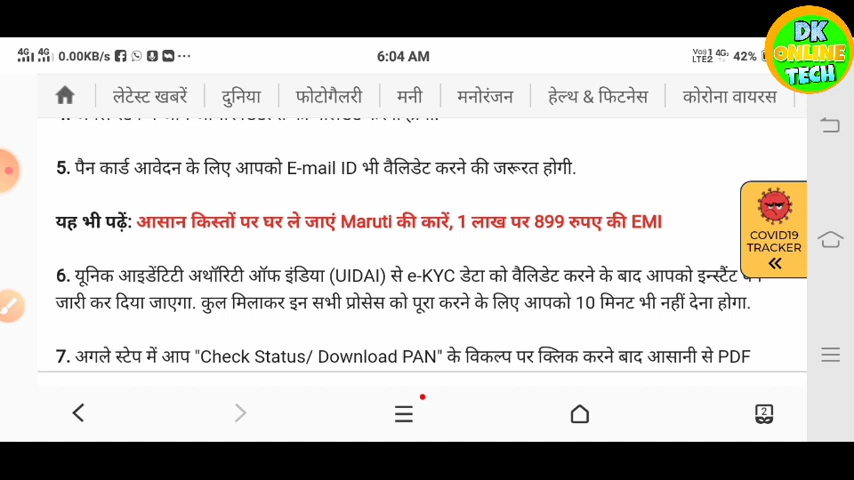 4G 4G 0.00KB/s
6:04 AM
VoD1 4G LTE2 42%
DK
ONLINE
TECH
लेटेस्ट खबरें दुनिया फोटोगैलरी मनी मनोरंजन हेल्थ & फिटनेस कोरोना वायरस
5. पैन कार्ड आवेदन के लिए आपको E-mail ID भी वैलिडेट करने की जरूरत होगी.
यह भी पढ़ें: आसान किस्तों पर घर ले जाएं Maruti की कारें, 1 लाख पर 899 रुपए की EMI
COVID19
TRACKER
6. यूनिक आइडेंटिटी अथॉरिटी ऑफ इंडिया (UIDAI) से e-KYC डेटा को वैलिडेट करने के बाद आपको इन्स्टैंट
जारी कर दिया जाएगा. कुल मिलाकर इन सभी प्रोसेस को पूरा करने के लिए आपको 10 मिनट भी नहीं देना होगा.
7. अगले स्टेप में आप "Check Status/ Download PAN" के विकल्प पर क्लिक करने बाद आसानी से PDF
2